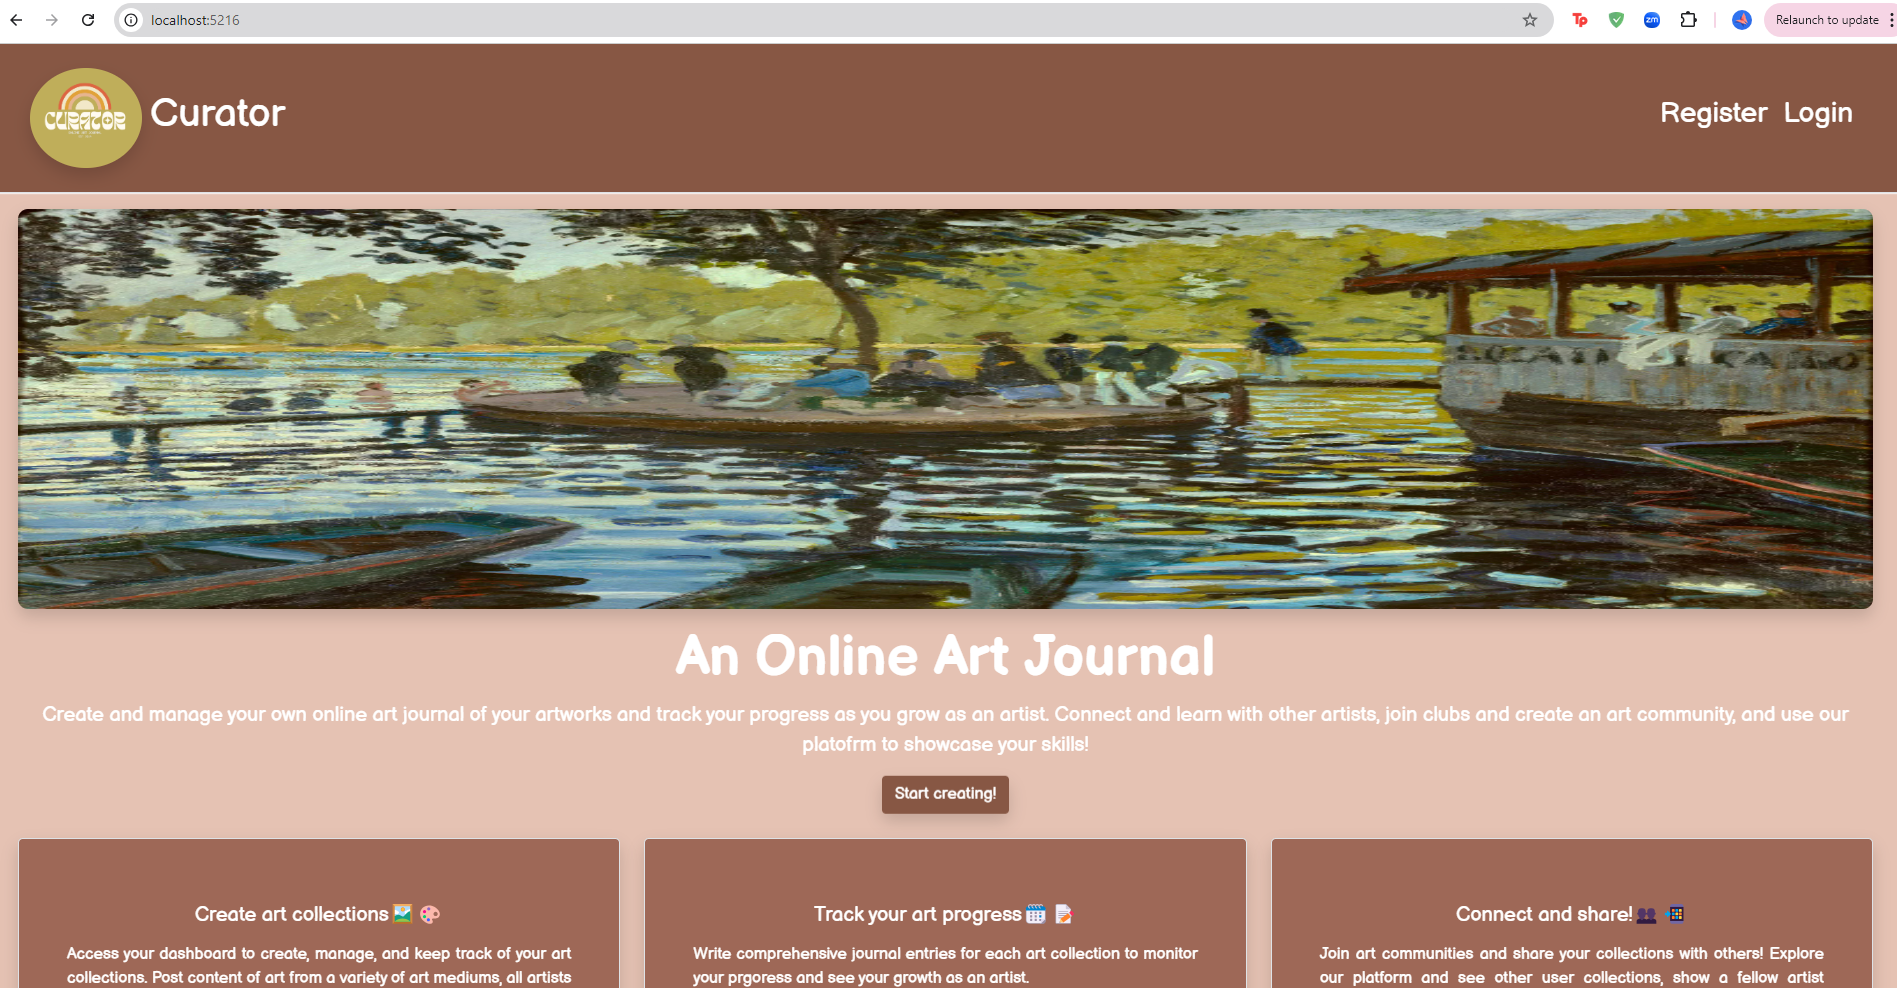 localhost:5216
Relaunch to update
CURATOR
Curator
Register Login
An Online Art Journal
Create and manage your own online art journal of your artworks and track your progress as you grow as an artist. Connect and learn with other artists, join clubs and create an art community, and use our
platofrm to showcase your skills!
Start creating!
Create art collections
Access your dashboard to create, manage, and keep track of your art
collections. Post content of art from a variety of art mediums, all artists
Track your art progress
Write comprehensive journal entries for each art collection to monitor
your prgoress and see your growth as an artist.
Connect and share!
Join art communities and share your collections with others! Explore
our platform and see other user collections, show a fellow artist